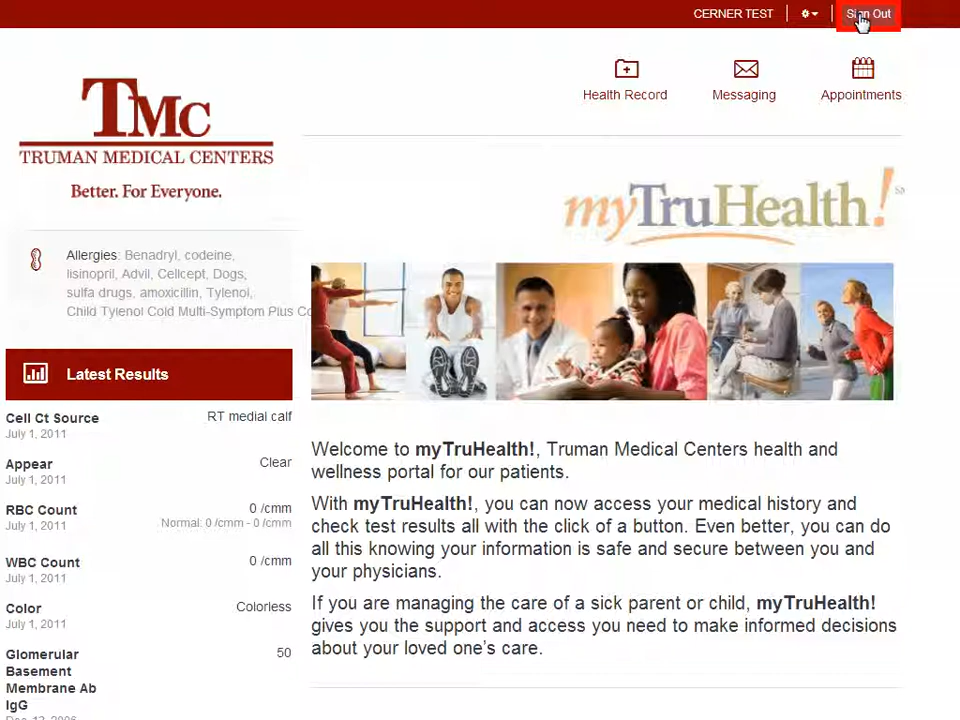 CERNER TEST
Sign Out
Health Record
Messaging
Appointments
TMC
TRUMAN MEDICAL CENTERS
Better. For Everyone.
myTruHealth!
Allergies: Benadryl, codeine,
lisinopril, Advil, Cellcept, Dogs,
sulfa drugs, amoxicillin, Tylenol,
Child Tylenol Cold Multi-Symptom Plus
Latest Results
Cell Ct Source RT medial calf
July 1, 2011
Appear Clear
July 1, 2011
RBC Count 0 /cmm
July 1, 2011 Normal: 0 /cmm - 0 /cmm
WBC Count 0 /cmm
July 1, 2011
Color Colorless
July 1, 2011
Glomerular 50
Basement
Membrane Ab
IgG
Dec 13, 2006
Welcome to myTruHealth!, Truman Medical Centers health and
wellness portal for our patients.
With myTruHealth!, you can now access your medical history and
check test results all with the click of a button. Even better, you can do
all this knowing your information is safe and secure between you and
your physicians.
If you are managing the care of a sick parent or child, myTruHealth!
gives you the support and access you need to make informed decisions
about your loved one's care.